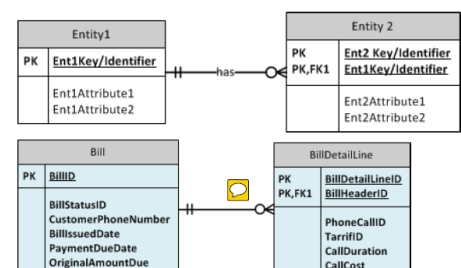 Entity1
PK Ent1Key/Identifier
Ent1Attribute1
Ent1Attribute2
has
Entity 2
PK Ent2 Key/Identifier
PK,FK1 Ent1Key/Identifier
Ent2Attribute1
Ent2Attribute2
Bill
PK BillID
BillStatusID
CustomerPhoneNumber
BillIssuedDate
PaymentDueDate
OriginalAmountDue
BillDetailLine
PK BillDetailLineID
PK,FK1 BillHeaderID
PhoneCallID
TarrifID
CallDuration
CallCost